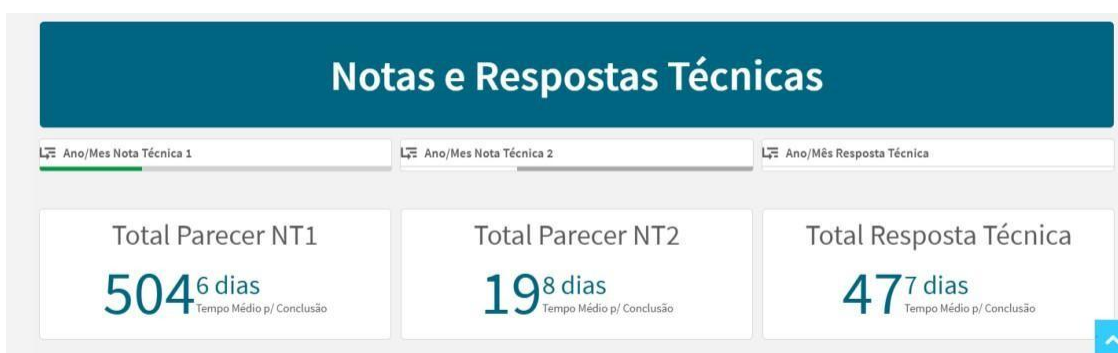 Notas e Respostas Técnicas
Ano/Mes Nota Técnica 1
Ano/Mes Nota Técnica 2
Ano/Mês Resposta Técnica
Total Parecer NT1
504 6 dias
Tempo Médio p/ Conclusão
Total Parecer NT2
19 8 dias
Tempo Médio p/ Conclusão
Total Resposta Técnica
47 7 dias
Tempo Médio p/ Conclusão